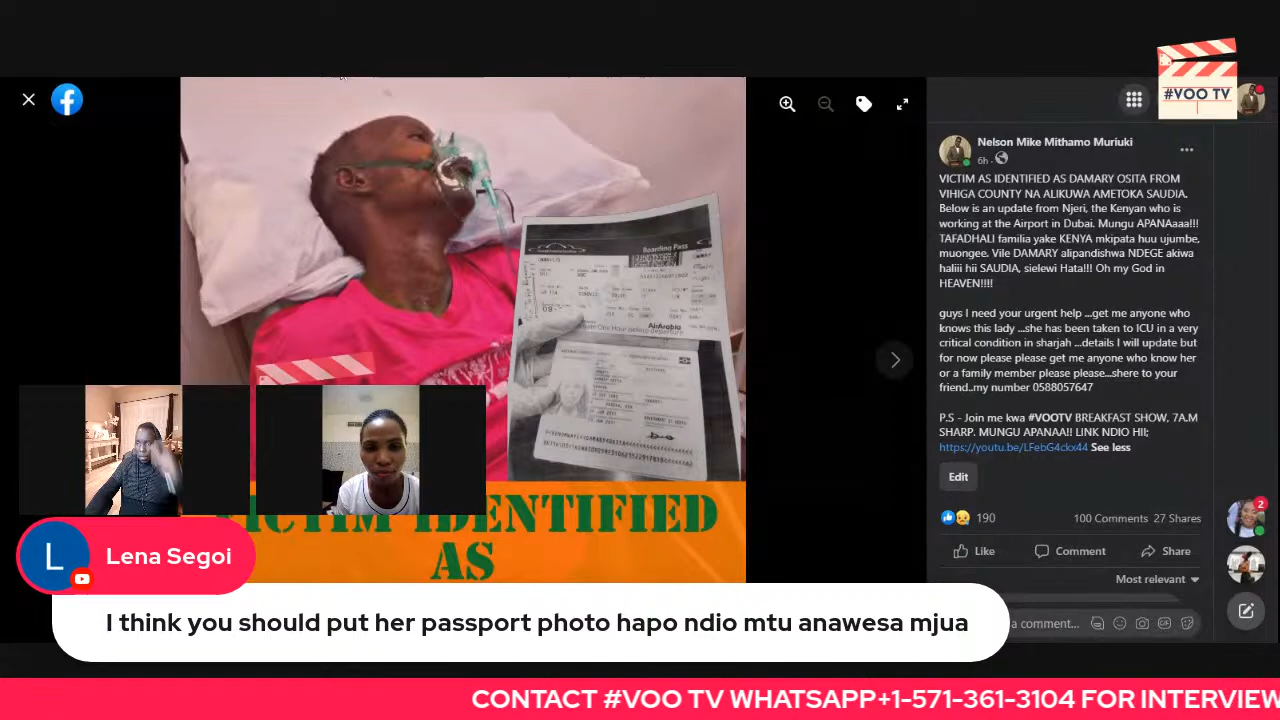 #VOO TV
Nelson Mike Mithamo Muriuki
6h
VICTIM AS IDENTIFIED AS DAMARY OSITA FROM
VIHIGA COUNTY NA ALIKUWA AMETOKA SAUDIA.
Below is an update from Njeri, the Kenyan who is
working at the Airport in Dubai. Mungu APANAaaa!!!
TAFADHALI familia yake KENYA mkipata huu ujumbe,
muongee. Vile DAMARY alipandishwa NDEGE akiwa
haliii hii SAUDIA, sielewi Hata!!! Oh my God in
HEAVEN!!!!
guys I need your urgent help ...get me anyone who
knows this lady ...she has been taken to ICU in a very
critical condition in sharjah ...details I will update but
for now please please get me anyone who know her
or a family member please please...shere to your
friend..my number 0588057647
P.S - Join me kwa #VOOTV BREAKFAST SHOW, 7A.M
SHARP. MUNGU APANAA!! LINK NDIO HII;
https://youtu.be/LFebG4ckx44 See less
Edit
190
100 Comments 27 Shares
Like Comment Share
Most relevant
a comment...
2
Boarding Pass
AirArabia
VICTIM IDENTIFIED
AS
L
Lena Segoi
I think you should put her passport photo hapo ndio mtu anawesa mjua
CONTACT #VOO TV WHATSAPP+1-571-361-3104 FOR INTERVIEW